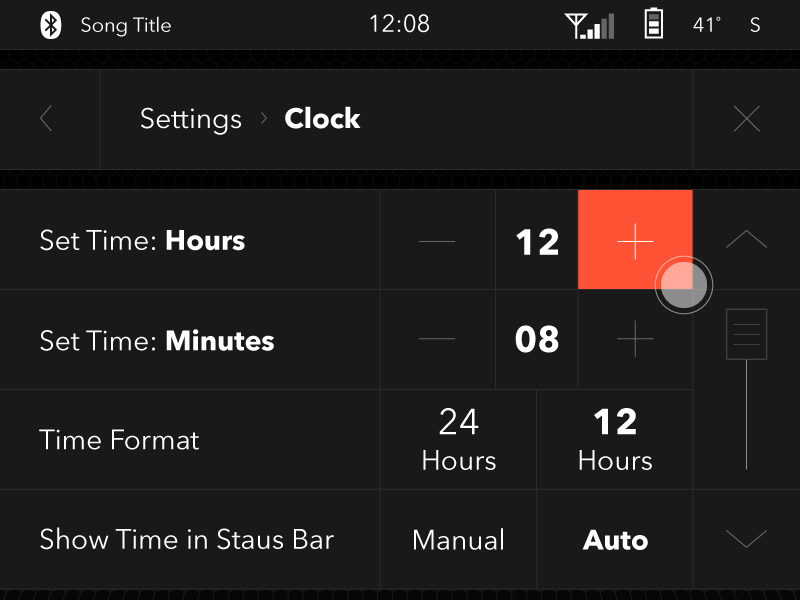 Song Title 12:08 41° S
Settings › Clock
Set Time: Hours — 12 +
Set Time: Minutes — 08 +
Time Format 24 Hours 12 Hours
Show Time in Staus Bar Manual Auto